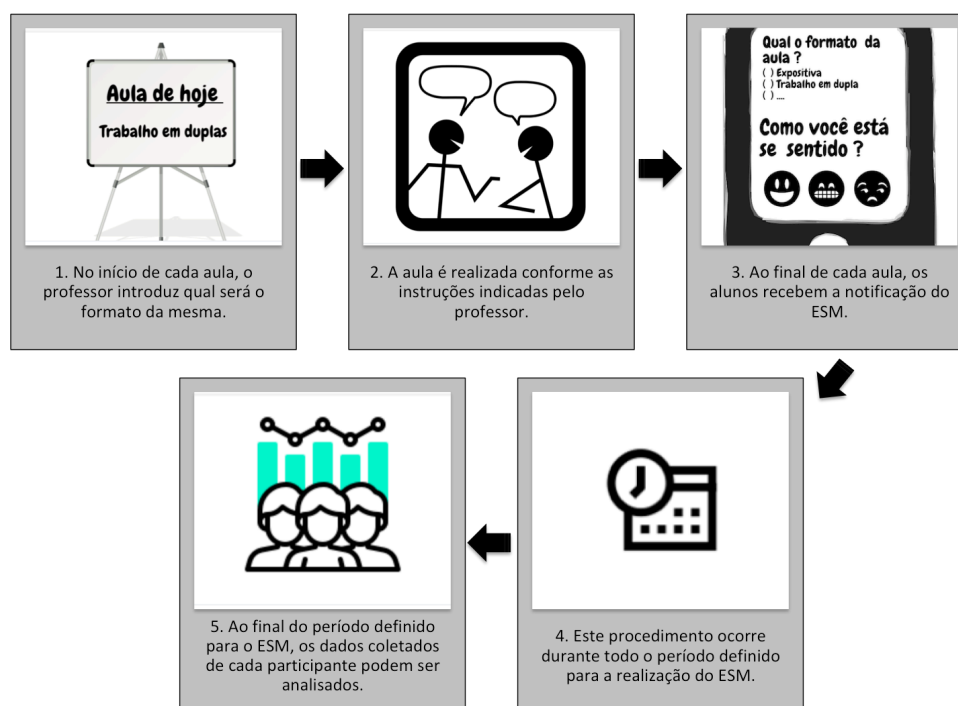 Aula de hoje
Trabalho em duplas
1. No início de cada aula, o
professor introduz qual será o
formato da mesma.
2. A aula é realizada conforme as
instruções indicadas pelo
professor.
Qual o formato da
aula ?
( ) Expositiva
( ) Trabalho em dupla
( ) ....
Como você está
se sentido ?
3. Ao final de cada aula, os
alunos recebem a notificação do
ESM.
5. Ao final do período definido
para o ESM, os dados coletados
de cada participante podem ser
analisados.
4. Este procedimento ocorre
durante todo o período definido
para a realização do ESM.